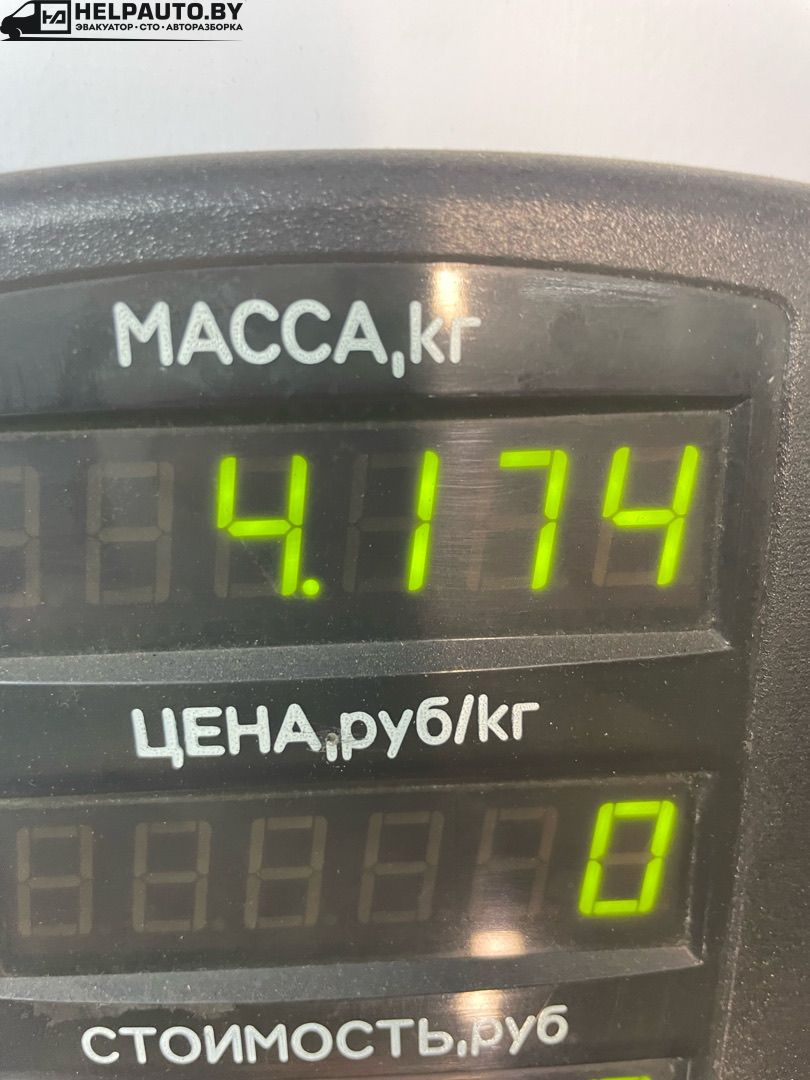 HELPAUTO.BY
ЭВАКУАТОР • СТО • АВТОРАЗБОРКА
МАССА,кг
4.174
ЦЕНА,руб/кг
0
СТОИМОСТЬ,руб